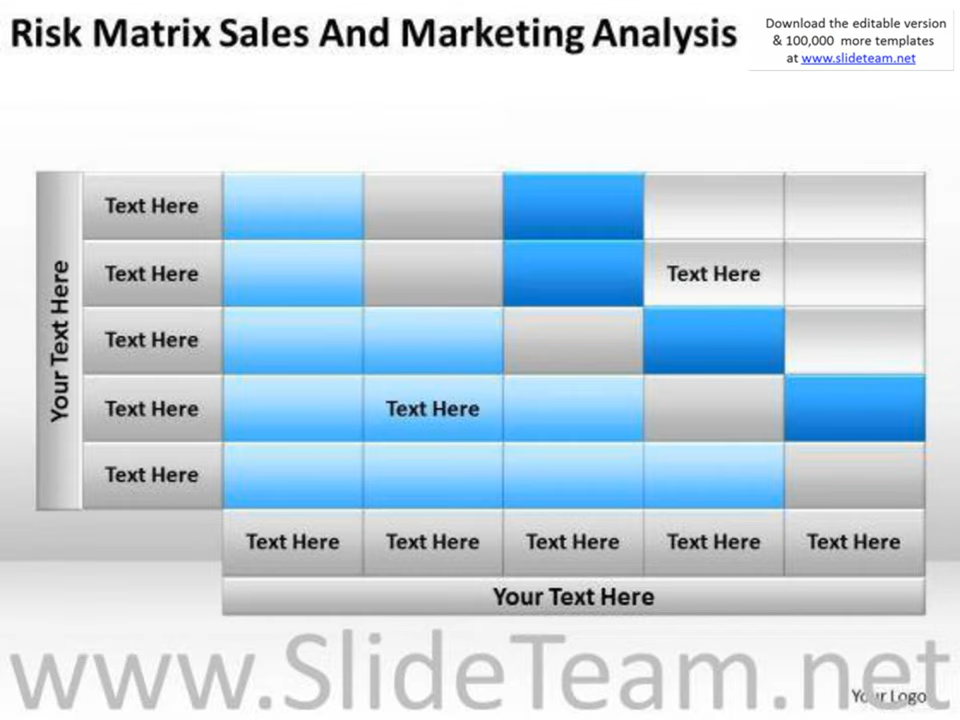 Risk Matrix Sales And Marketing Analysis
Download the editable version
& 100,000 more templates
at www.slideteam.net
Your Text Here
Text Here
Text Here
Text Here
Text Here
Text Here
Text Here
Text Here
Text Here Text Here Text Here Text Here Text Here
Your Text Here
www.SlideTeam.net
Your Logo